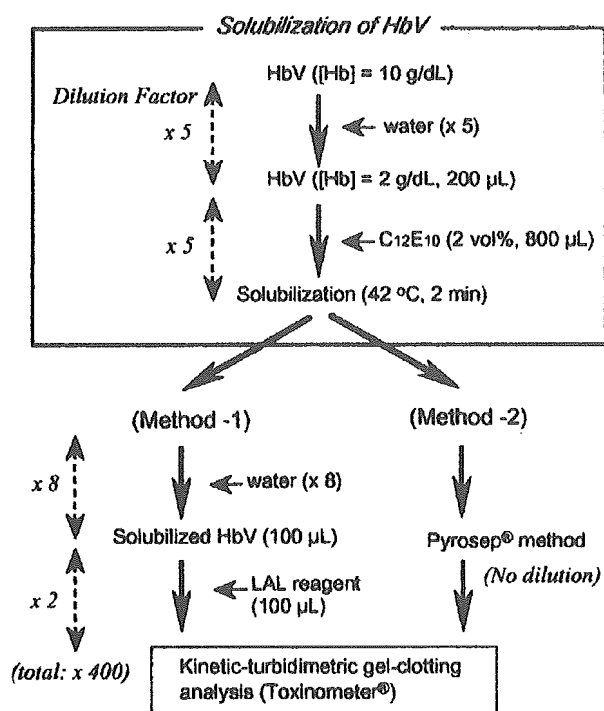 Solubilization of HbV
HbV ([Hb] = 10 g/dL)
Dilution Factor
x 5
water (x 5)
HbV ([Hb] = 2 g/dL, 200 µL)
x 5
C12E10 (2 vol%, 800 µL)
Solubilization (42 °C, 2 min)
(Method -1)
(Method -2)
x 8
water (x 8)
Solubilized HbV (100 µL)
Pyrosep® method
(No dilution)
x 2
LAL reagent
(100 µL)
(total: x 400)
Kinetic-turbidimetric gel-clotting
analysis (Toxinometer®)